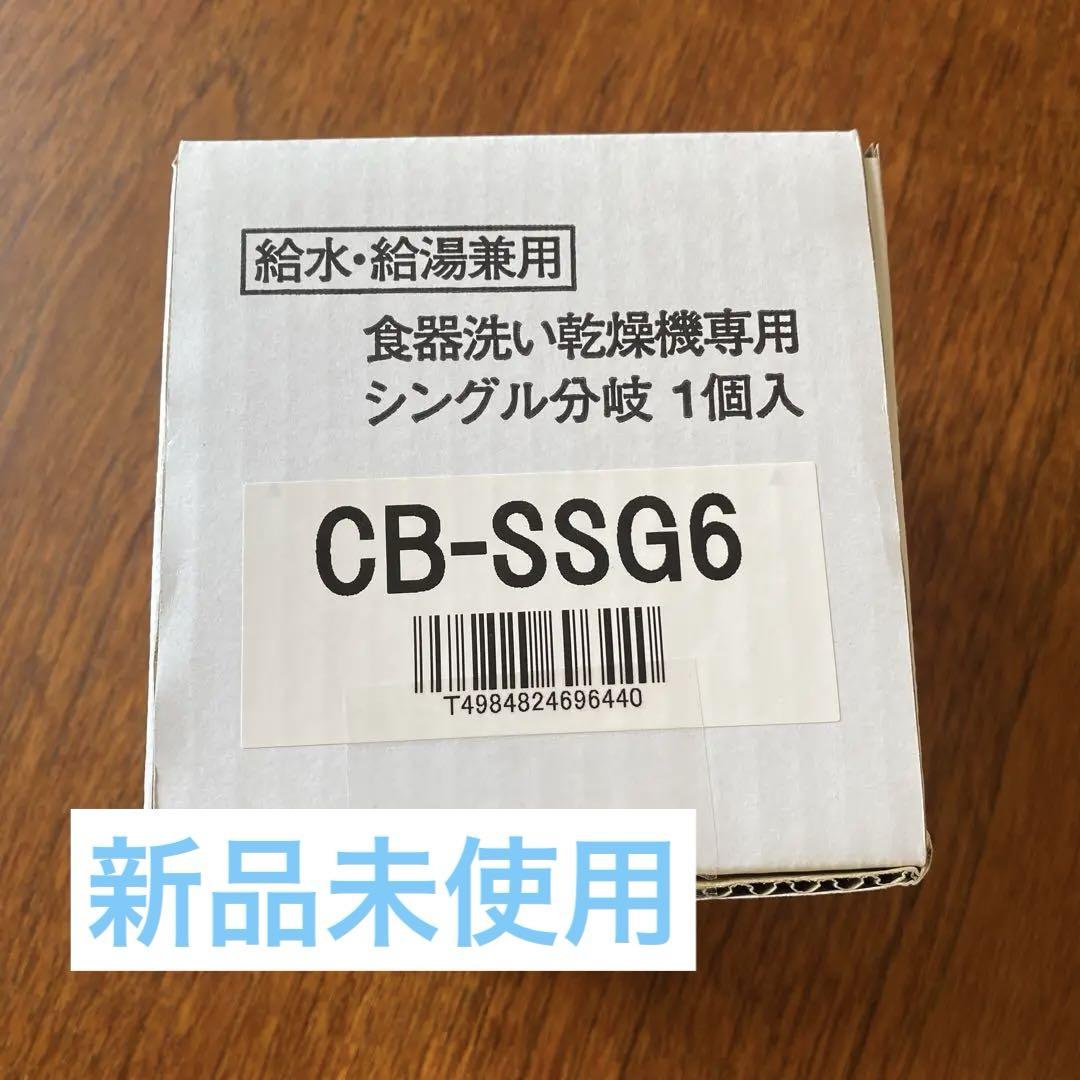 給水・給湯兼用
食器洗い乾燥機専用
シングル分岐 1個入
CB-SSG6
T4984824696440
新品未使用